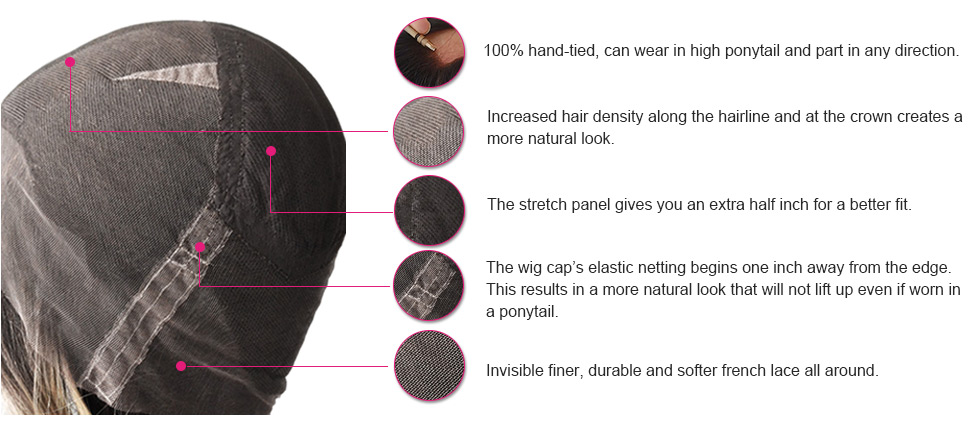 100% hand-tied, can wear in high ponytail and part in any direction.
Increased hair density along the hairline and at the crown creates a
more natural look.
The stretch panel gives you an extra half inch for a better fit.
The wig cap’s elastic netting begins one inch away from the edge.
This results in a more natural look that will not lift up even if worn in
a ponytail.
Invisible finer, durable and softer french lace all around.